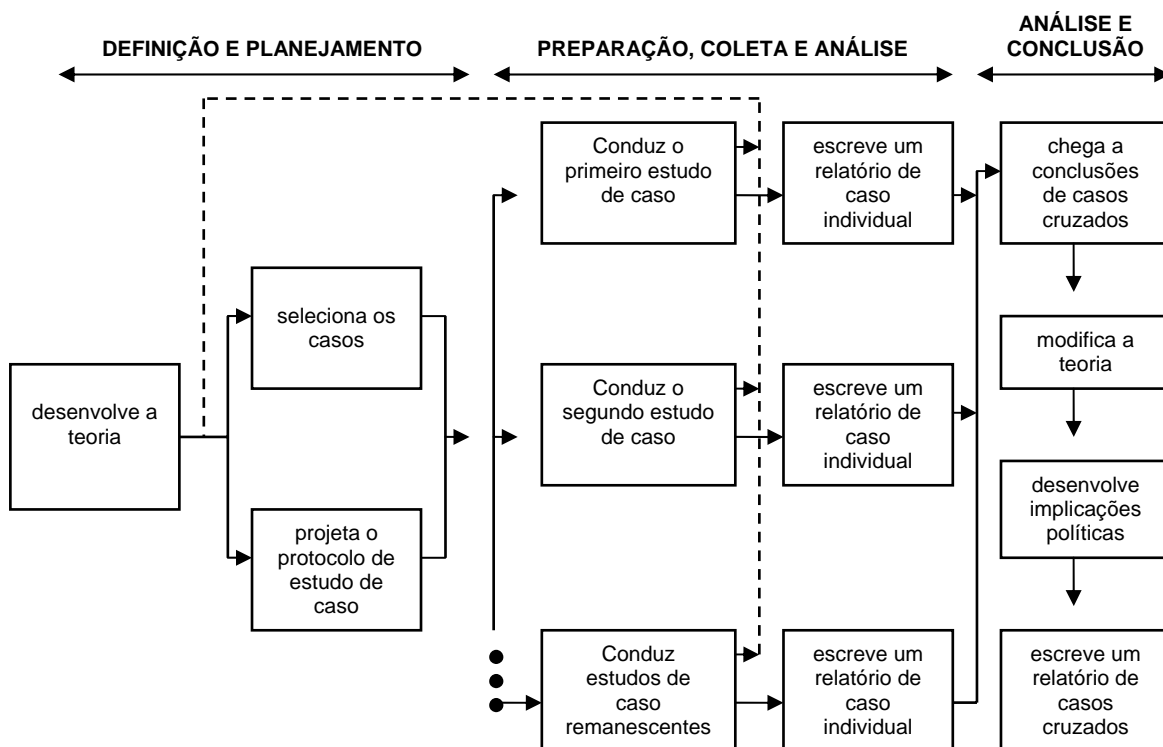 DEFINIÇÃO E PLANEJAMENTO
PREPARAÇÃO, COLETA E ANÁLISE
ANÁLISE E
CONCLUSÃO
desenvolve a
teoria
seleciona os
casos
projeta o
protocolo de
estudo de
caso
Conduz o
primeiro estudo
de caso
escreve um
relatório de
caso
individual
Conduz o
segundo estudo
de caso
escreve um
relatório de
caso
individual
Conduz
estudos de
caso
remanescentes
escreve um
relatório de
caso
individual
chega a
conclusões
de casos
cruzados
modifica a
teoria
desenvolve
implicações
políticas
escreve um
relatório de
casos
cruzados